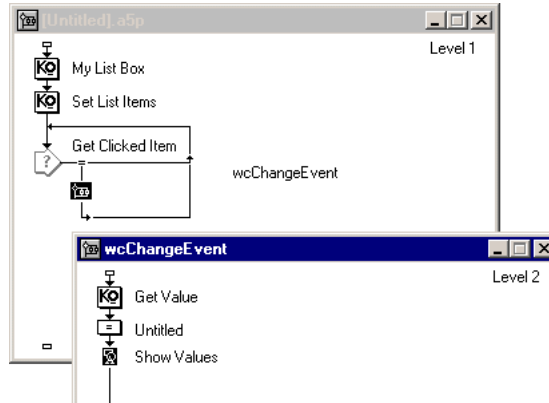 [Untitled].a5p
Level 1
My List Box
Set List Items
Get Clicked Item
?
=
wcChangeEvent
wcChangeEvent
Level 2
Get Value
= Untitled
Show Values